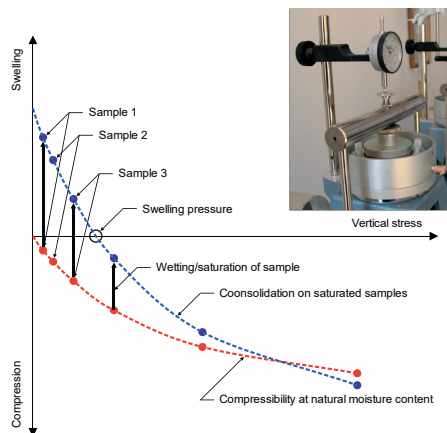 Swelling
Sample 1
Sample 2
Sample 3
Swelling pressure
Vertical stress
Wetting/saturation of sample
Coonsolidation on saturated samples
Compressibility at natural moisture content
Compression